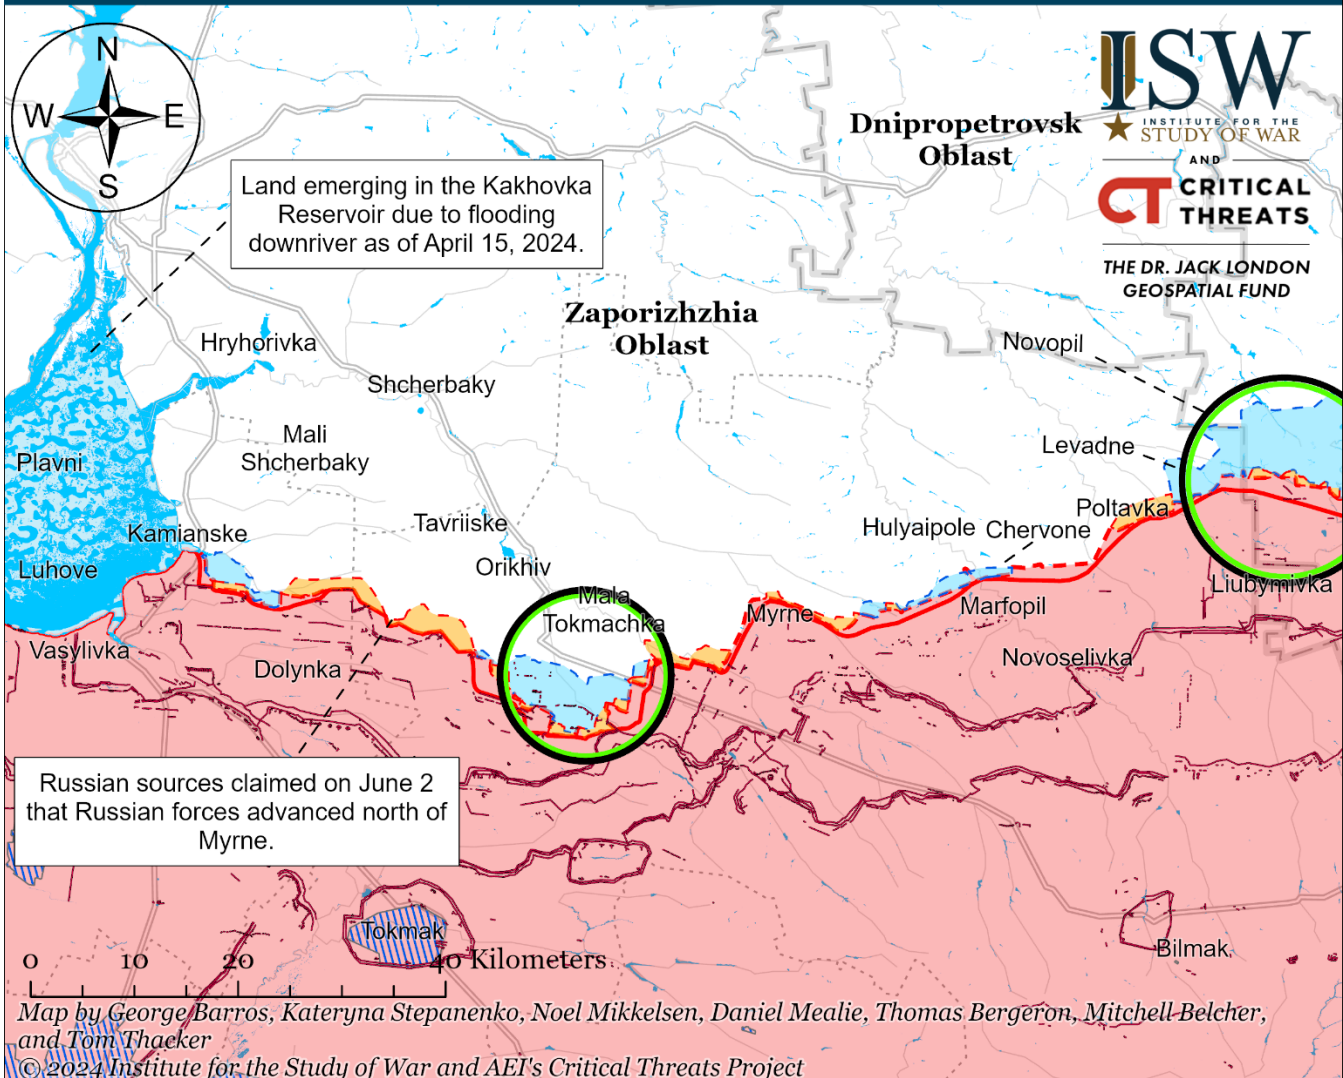 N
W
E
S
ISW
INSTITUTE FOR THE
STUDY OF WAR
AND
CT CRITICAL
THREATS
THE DR. JACK LONDON
GEOSPATIAL FUND
Dnipropetrovsk
Oblast
Land emerging in the Kakhovka
Reservoir due to flooding
downriver as of April 15, 2024.
Zaporizhzhia
Oblast
Hryhorivka
Novopil
Shcherbaky
Mali
Shcherbaky
Levadne
Plavni
Poltavka
Tavriiske
Hulyaipole
Chervone
Kamianske
Orikhiv
Luhove
Liubymivka
Mala
Tokmachka
Myrne
Marfopil
Vasylivka
Dolynka
Novoselivka
Russian sources claimed on June 2
that Russian forces advanced north of
Myrne.
Tokmak
Bilmak
0 10 20 40 Kilometers
Map by George Barros, Kateryna Stepanenko, Noel Mikkelsen, Daniel Mealie, Thomas Bergeron, Mitchell Belcher,
and Tom Thacker
© 2024 Institute for the Study of War and AEI's Critical Threats Project